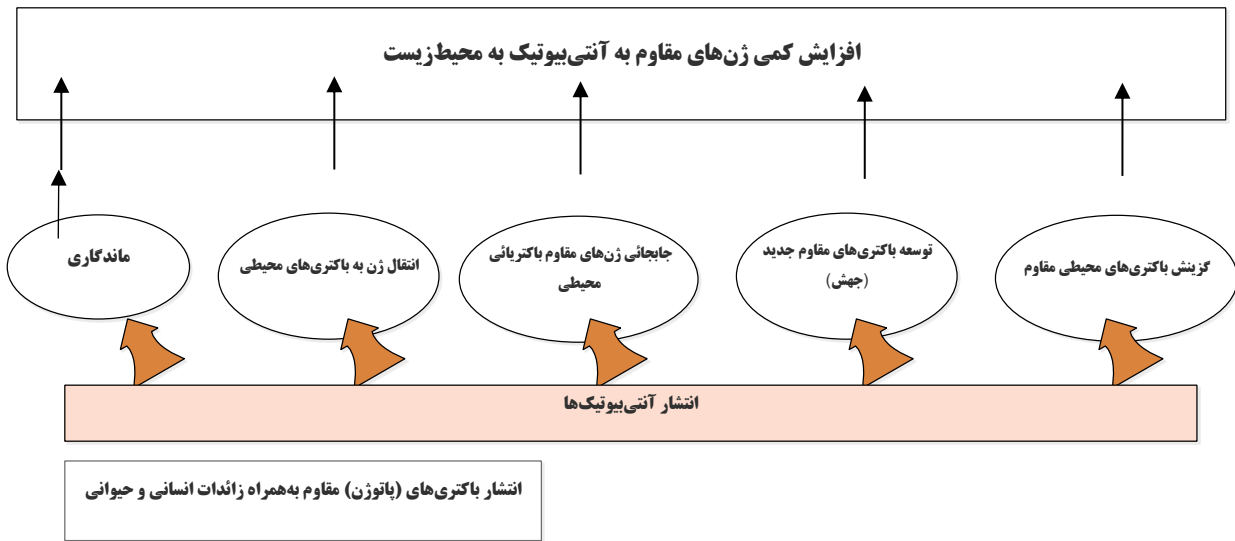 افزایش کمی ژن‌های مقاوم به آنتی‌بیوتیک به محیط‌زیست
گزینش باکتری‌های محیطی مقاوم
توسعه باکتری‌های مقاوم جدید
(جهش)
جابجائی ژن‌های مقاوم باکتریائی
محیطی
انتقال ژن به باکتری‌های محیطی
ماندگاری
انتشار آنتی‌بیوتیک‌ها
انتشار باکتری‌های (پاتوژن) مقاوم به‌همراه زائدات انسانی و حیوانی